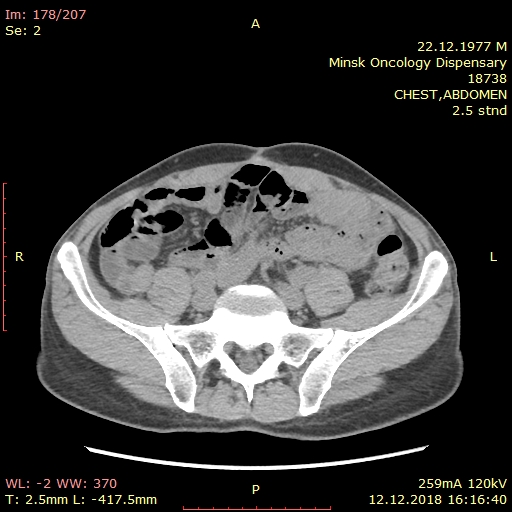 Im: 178/207
Se: 2
A
22.12.1977 M
Minsk Oncology Dispensary
18738
CHEST,ABDOMEN
2.5 stnd
R
L
WL: -2 WW: 370
T: 2.5mm L: -417.5mm
P
259mA 120kV
12.12.2018 16:16:40